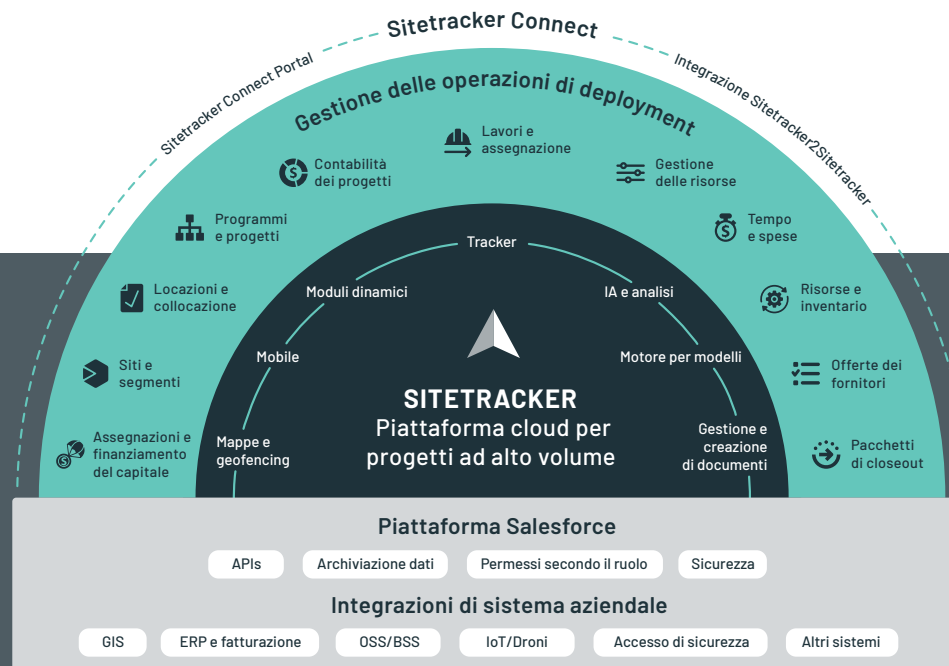 Sitetracker Connect
Sitetracker Connect Portal
Integrazione Sitetracker2Sitetracker
Gestione delle operazioni di deployment
Lavori e
assegnazione
Contabilità
dei progetti
Gestione
delle risorse
Programmi
e progetti
Tempo
e spese
Locazioni e
collocazione
Risorse e
inventario
Siti e
segmenti
Offerte dei
fornitori
Assegnazioni e
finanziamento
del capitale
Pacchetti
di closeout
Tracker
Moduli dinamici
IA e analisi
Mobile
Motore per modelli
Mappe e
geofencing
Gestione e
creazione
di documenti
SITETRACKER
Piattaforma cloud per
progetti ad alto volume
Piattaforma Salesforce
APIs
Archiviazione dati
Permessi secondo il ruolo
Sicurezza
Integrazioni di sistema aziendale
GIS
ERP e fatturazione
OSS/BSS
IoT/Droni
Accesso di sicurezza
Altri sistemi